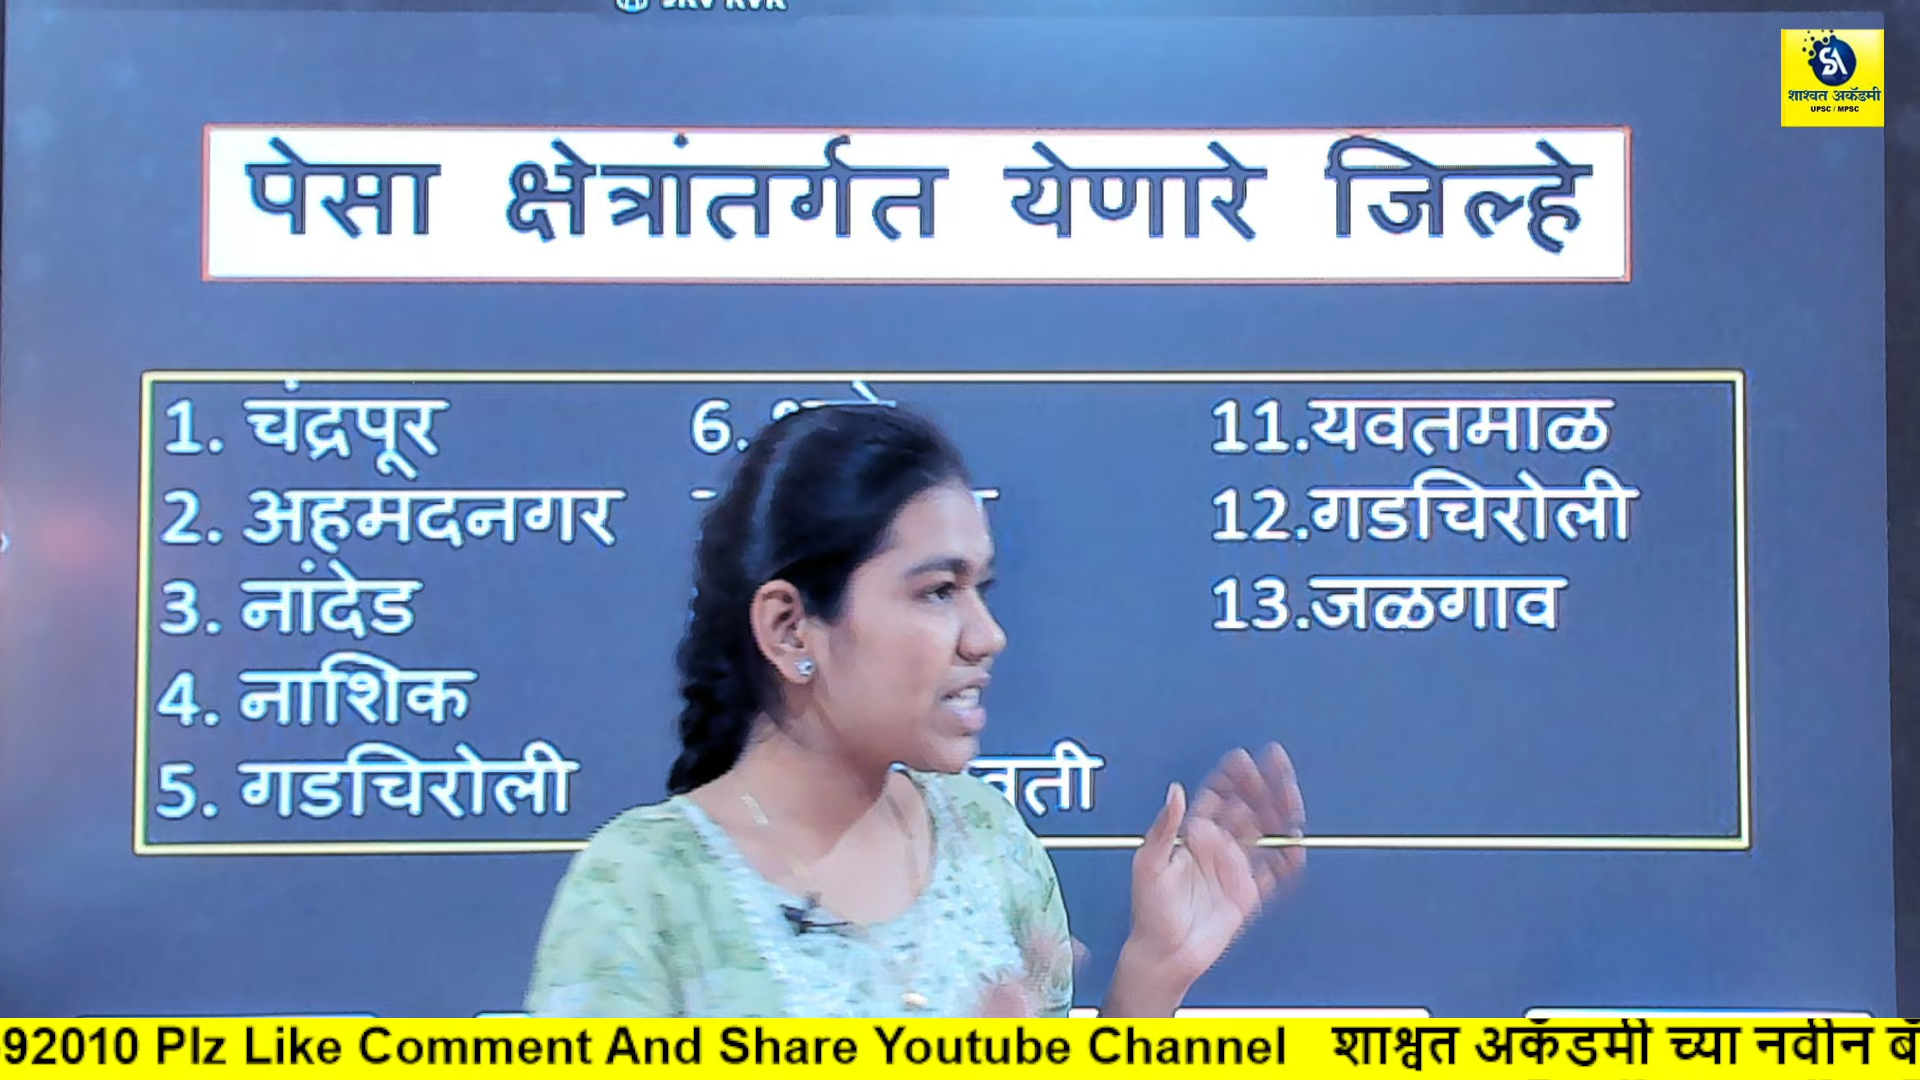 शाश्वत अकॅडमी
UPSC / MPSC
पेसा क्षेत्रांतर्गत येणारे जिल्हे
1. चंद्रपूर
2. अहमदनगर
3. नांदेड
4. नाशिक
5. गडचिरोली
6.
11.यवतमाळ
12.गडचिरोली
13.जळगाव
92010 Plz Like Comment And Share Youtube Channel शाश्वत अकॅडमी च्या नवीन